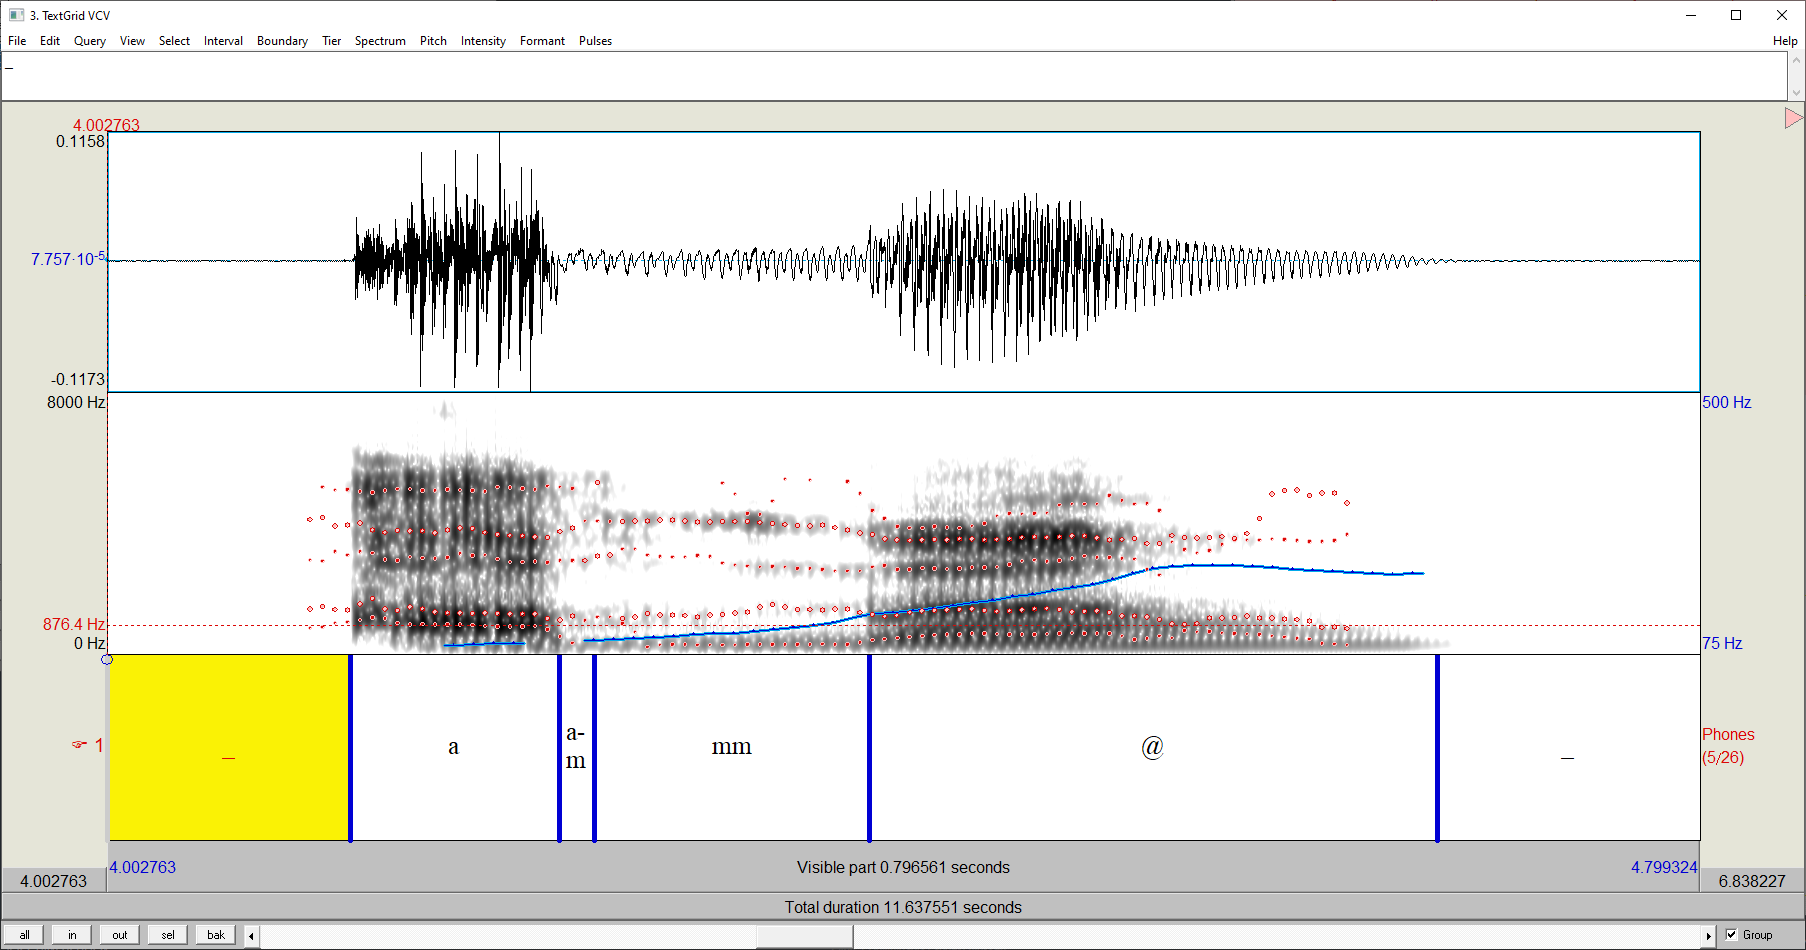 3. TextGrid VCV
File Edit Query View Select Interval Boundary Tier Spectrum Pitch Intensity Formant Pulses Help
–
4.002763
0.1158
7.757·10⁻⁵
-0.1173
8000 Hz 500 Hz
876.4 Hz
0 Hz 75 Hz
☞ 1 – a a-m mm @ – Phones (5/26)
4.002763 Visible part 0.796561 seconds 4.799324
4.002763 6.838227
Total duration 11.637551 seconds
all in out sel bak Group